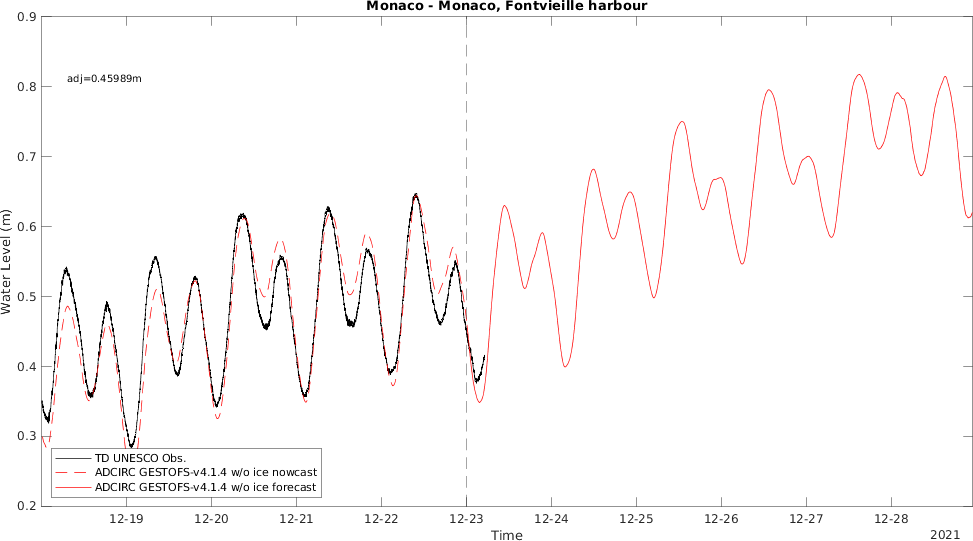 Monaco - Monaco, Fontvieille harbour
0.9
adj=0.45989m
0.8
0.7
0.6
0.5
0.4
0.3
0.2
Water Level (m)
TD UNESCO Obs.
ADCIRC GESTOFS-v4.1.4 w/o ice nowcast
ADCIRC GESTOFS-v4.1.4 w/o ice forecast
12-19 12-20 12-21 12-22 12-23 12-24 12-25 12-26 12-27 12-28
Time
2021